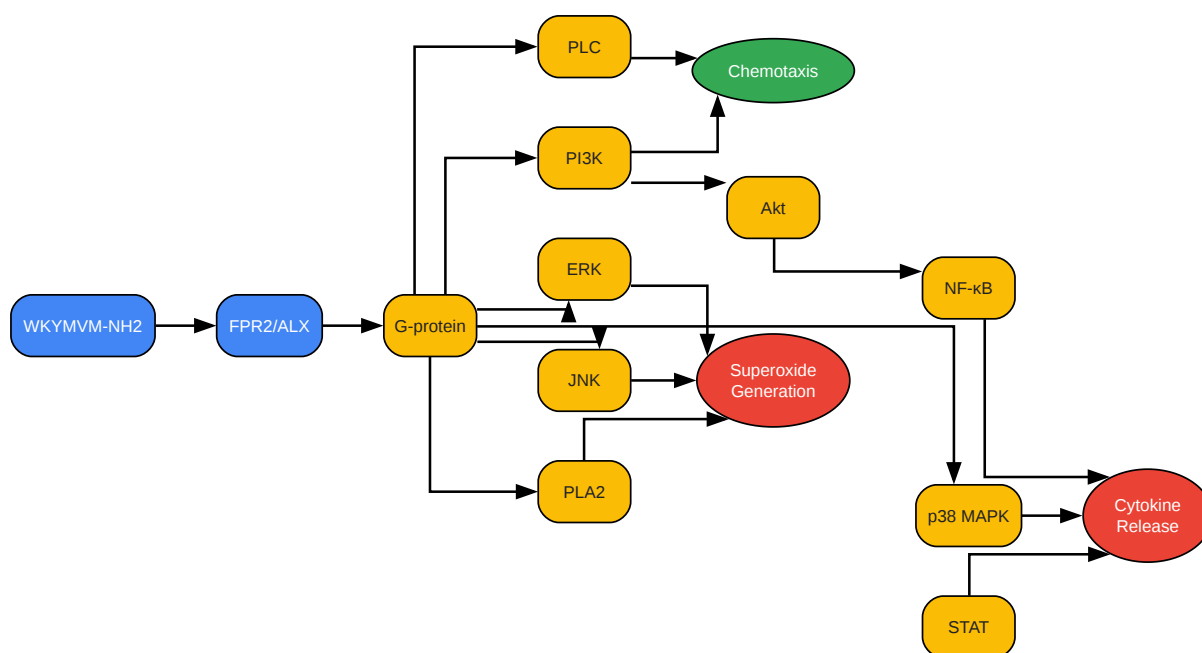 PLC
Chemotaxis
PI3K
Akt
ERK
NF-κB
WKYMVM-NH2
FPR2/ALX
G-protein
JNK
Superoxide
Generation
PLA2
p38 MAPK
Cytokine
Release
STAT